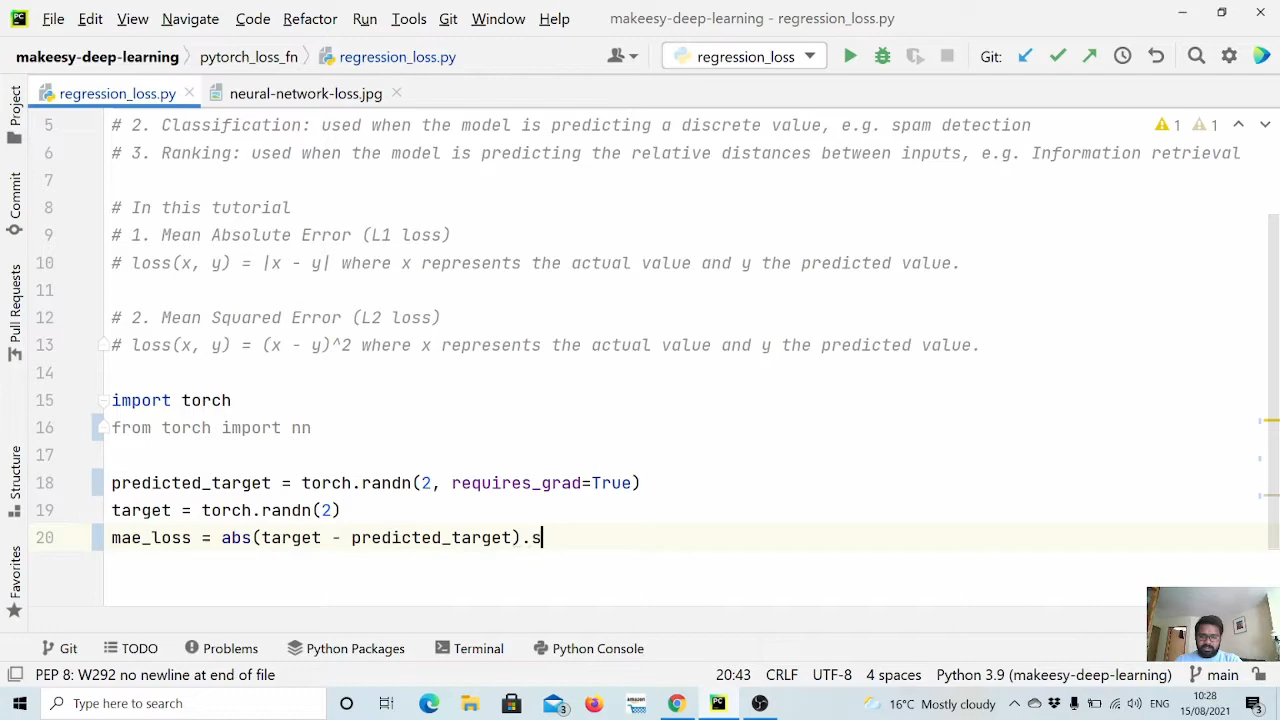 PC File Edit View Navigate Code Refactor Run Tools Git Window Help makeesy-deep-learning - regression_loss.py
makeesy-deep-learning pytorch_loss_fn regression_loss.py regression_loss Git:
regression_loss.py neural-network-loss.jpg
Project
Commit
Pull Requests
Structure
Favorites
5 # 2. Classification: used when the model is predicting a discrete value, e.g. spam detection 1 1
6 # 3. Ranking: used when the model is predicting the relative distances between inputs, e.g. Information retrieval
7
8 # In this tutorial
9 # 1. Mean Absolute Error (L1 loss)
10 # loss(x, y) = |x - y| where x represents the actual value and y the predicted value.
11
12 # 2. Mean Squared Error (L2 loss)
13 # loss(x, y) = (x - y)^2 where x represents the actual value and y the predicted value.
14
15 import torch
16 from torch import nn
17
18 predicted_target = torch.randn(2, requires_grad=True)
19 target = torch.randn(2)
20 mae_loss = abs(target - predicted_target).s
Git TODO Problems Python Packages Terminal Python Console
PEP 8: W292 no newline at end of file 20:43 CRLF UTF-8 4 spaces Python 3.9 (makeesy-deep-learning) main
Type here to search 3 amazon PC 16°C Mostly cloudy ENG 10:28
15/08/2021 3